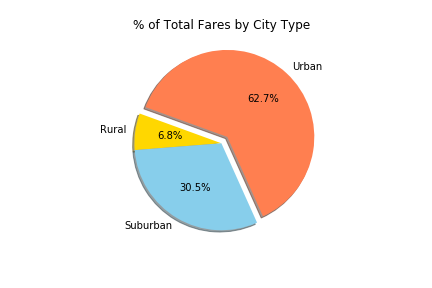 % of Total Fares by City Type
Urban
62.7%
Rural
6.8%
30.5%
Suburban